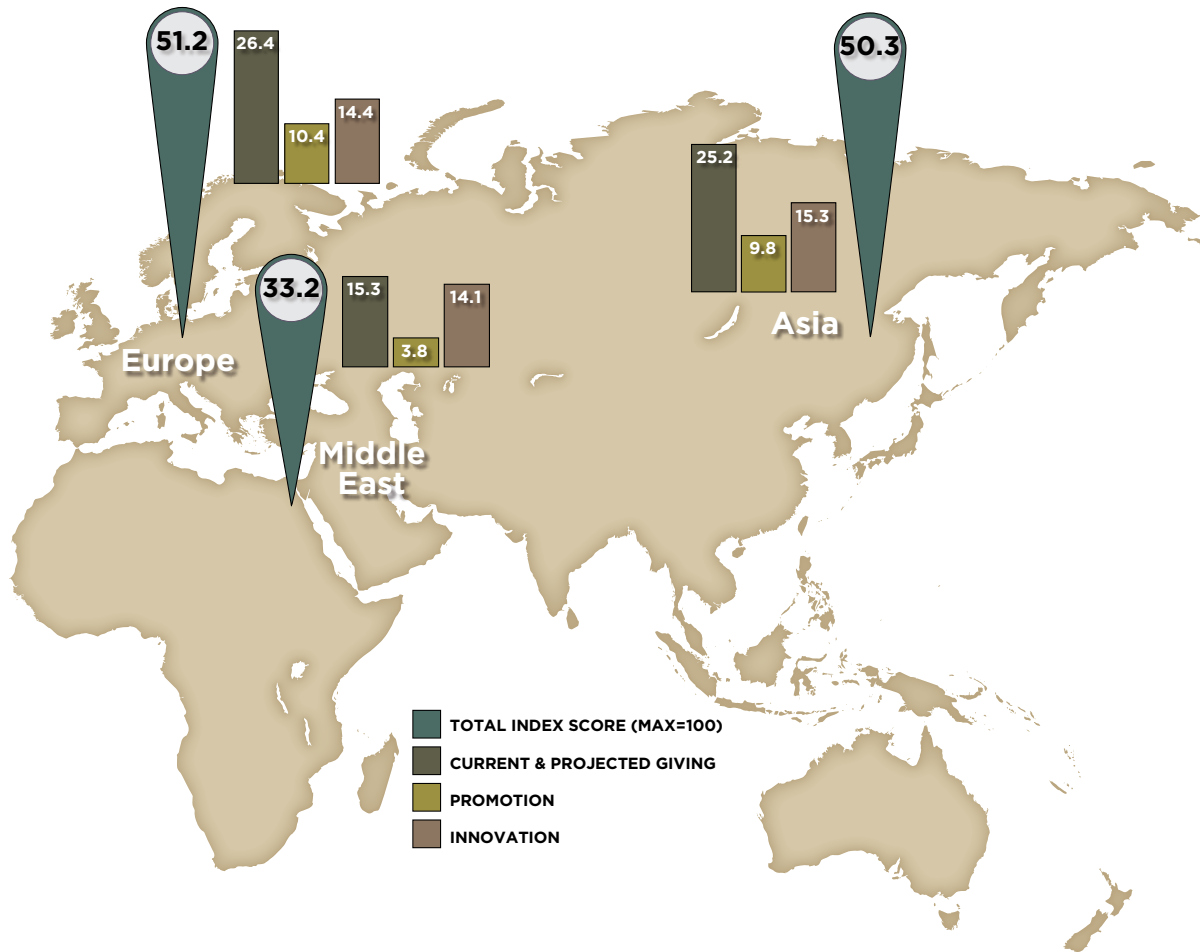 51.2
26.4
10.4
14.4
Europe
33.2
15.3
3.8
14.1
Middle
East
50.3
25.2
9.8
15.3
Asia
TOTAL INDEX SCORE (MAX=100)
CURRENT & PROJECTED GIVING
PROMOTION
INNOVATION